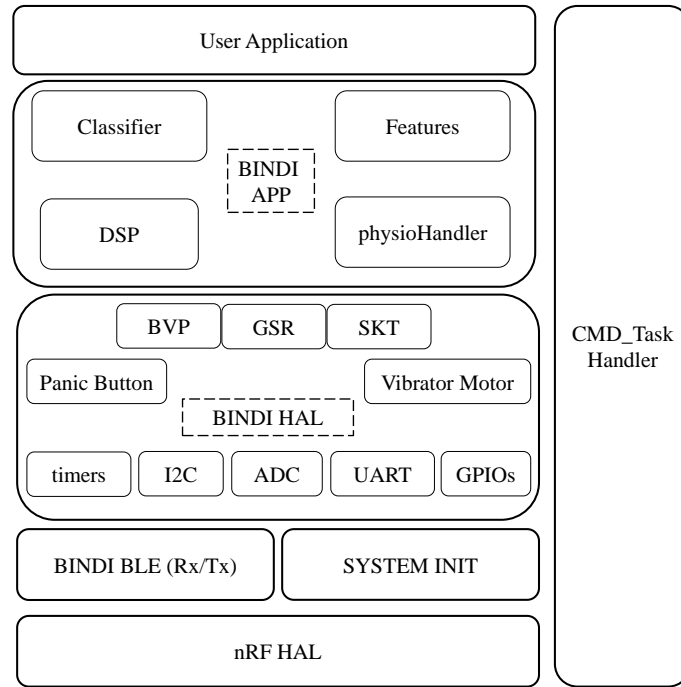 User Application
Classifier
Features
BINDI
APP
DSP
physioHandler
BVP
GSR
SKT
Panic Button
Vibrator Motor
BINDI HAL
timers
I2C
ADC
UART
GPIOs
BINDI BLE (Rx/Tx)
SYSTEM INIT
nRF HAL
CMD_Task
Handler